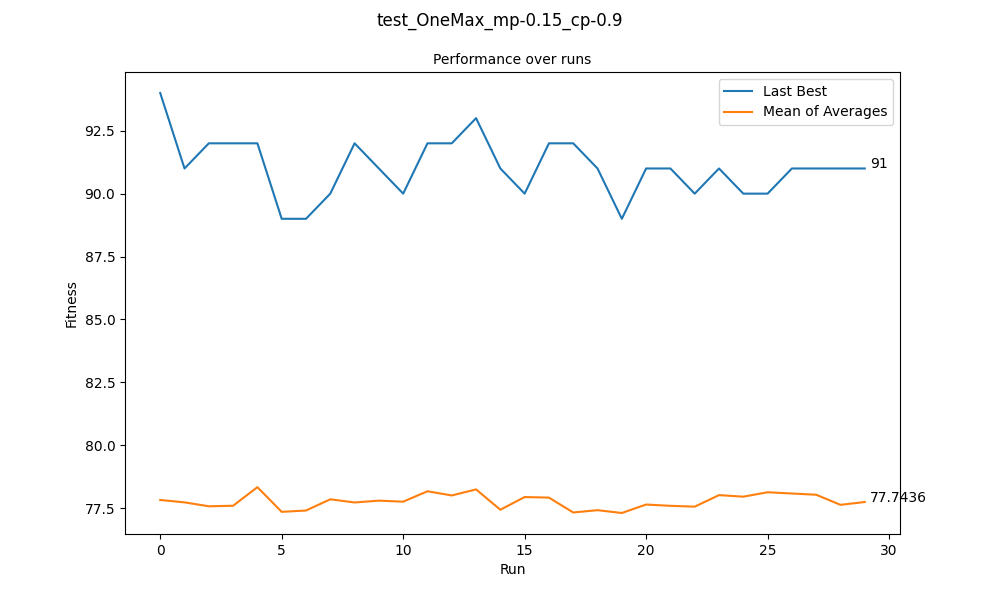 test_OneMax_mp-0.15_cp-0.9
Performance over runs
Last Best
Mean of Averages
92.5
90.0
87.5
85.0
82.5
80.0
77.5
Fitness
91
77.7436
0 5 10 15 20 25 30
Run